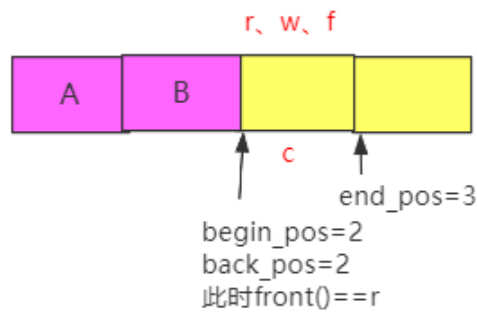 r、w、f
A
B
c
end_pos=3
begin_pos=2
back_pos=2
此时front()==r